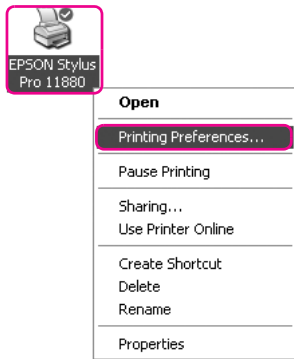 EPSON Stylus
Pro 11880
Open
Printing Preferences...
Pause Printing
Sharing...
Use Printer Online
Create Shortcut
Delete
Rename
Properties